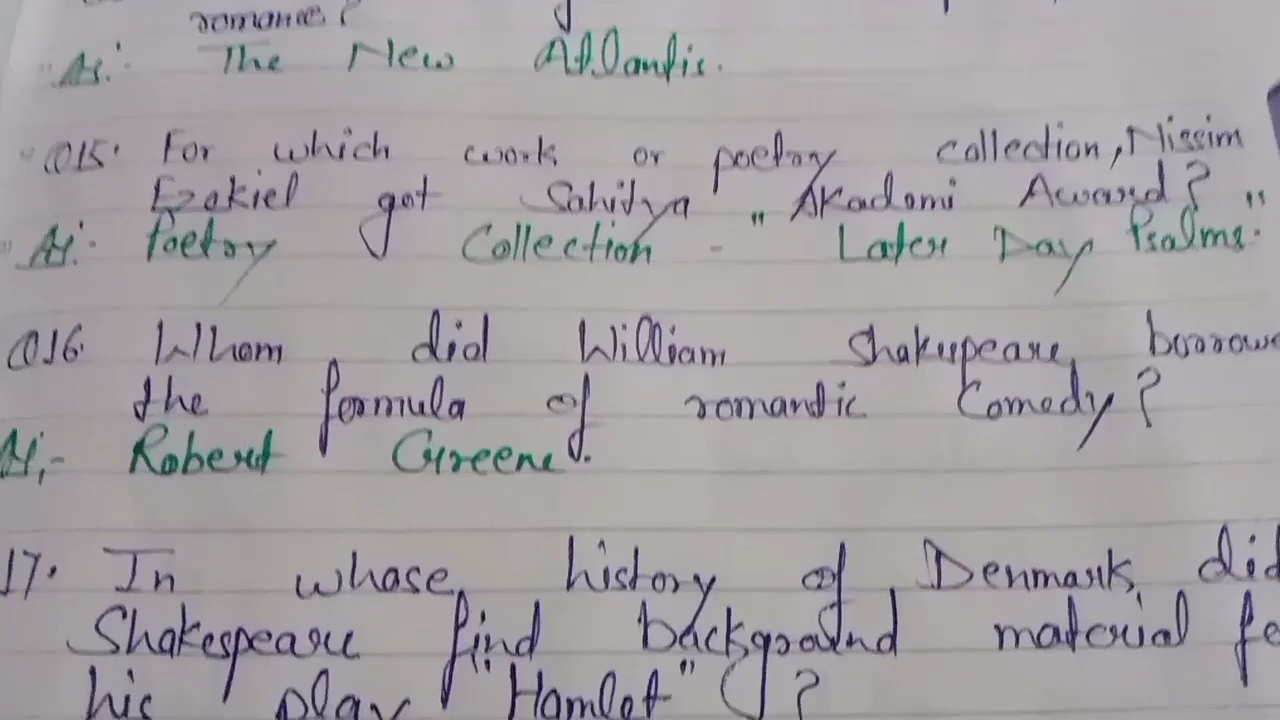 romance?
As:- The New Atlantis.
Q15. For which work or poetry collection, Nissim
Ezekiel got Sahitya Akademi Award?
As:- Poetry Collection - "Later Day Psalms."
Q16. Whom did William Shakespeare borrow
the formula of romantic Comedy?
As:- Robert Greene.
17. In whose history of Denmark did
Shakespeare find background material fo
his play "Hamlet"?